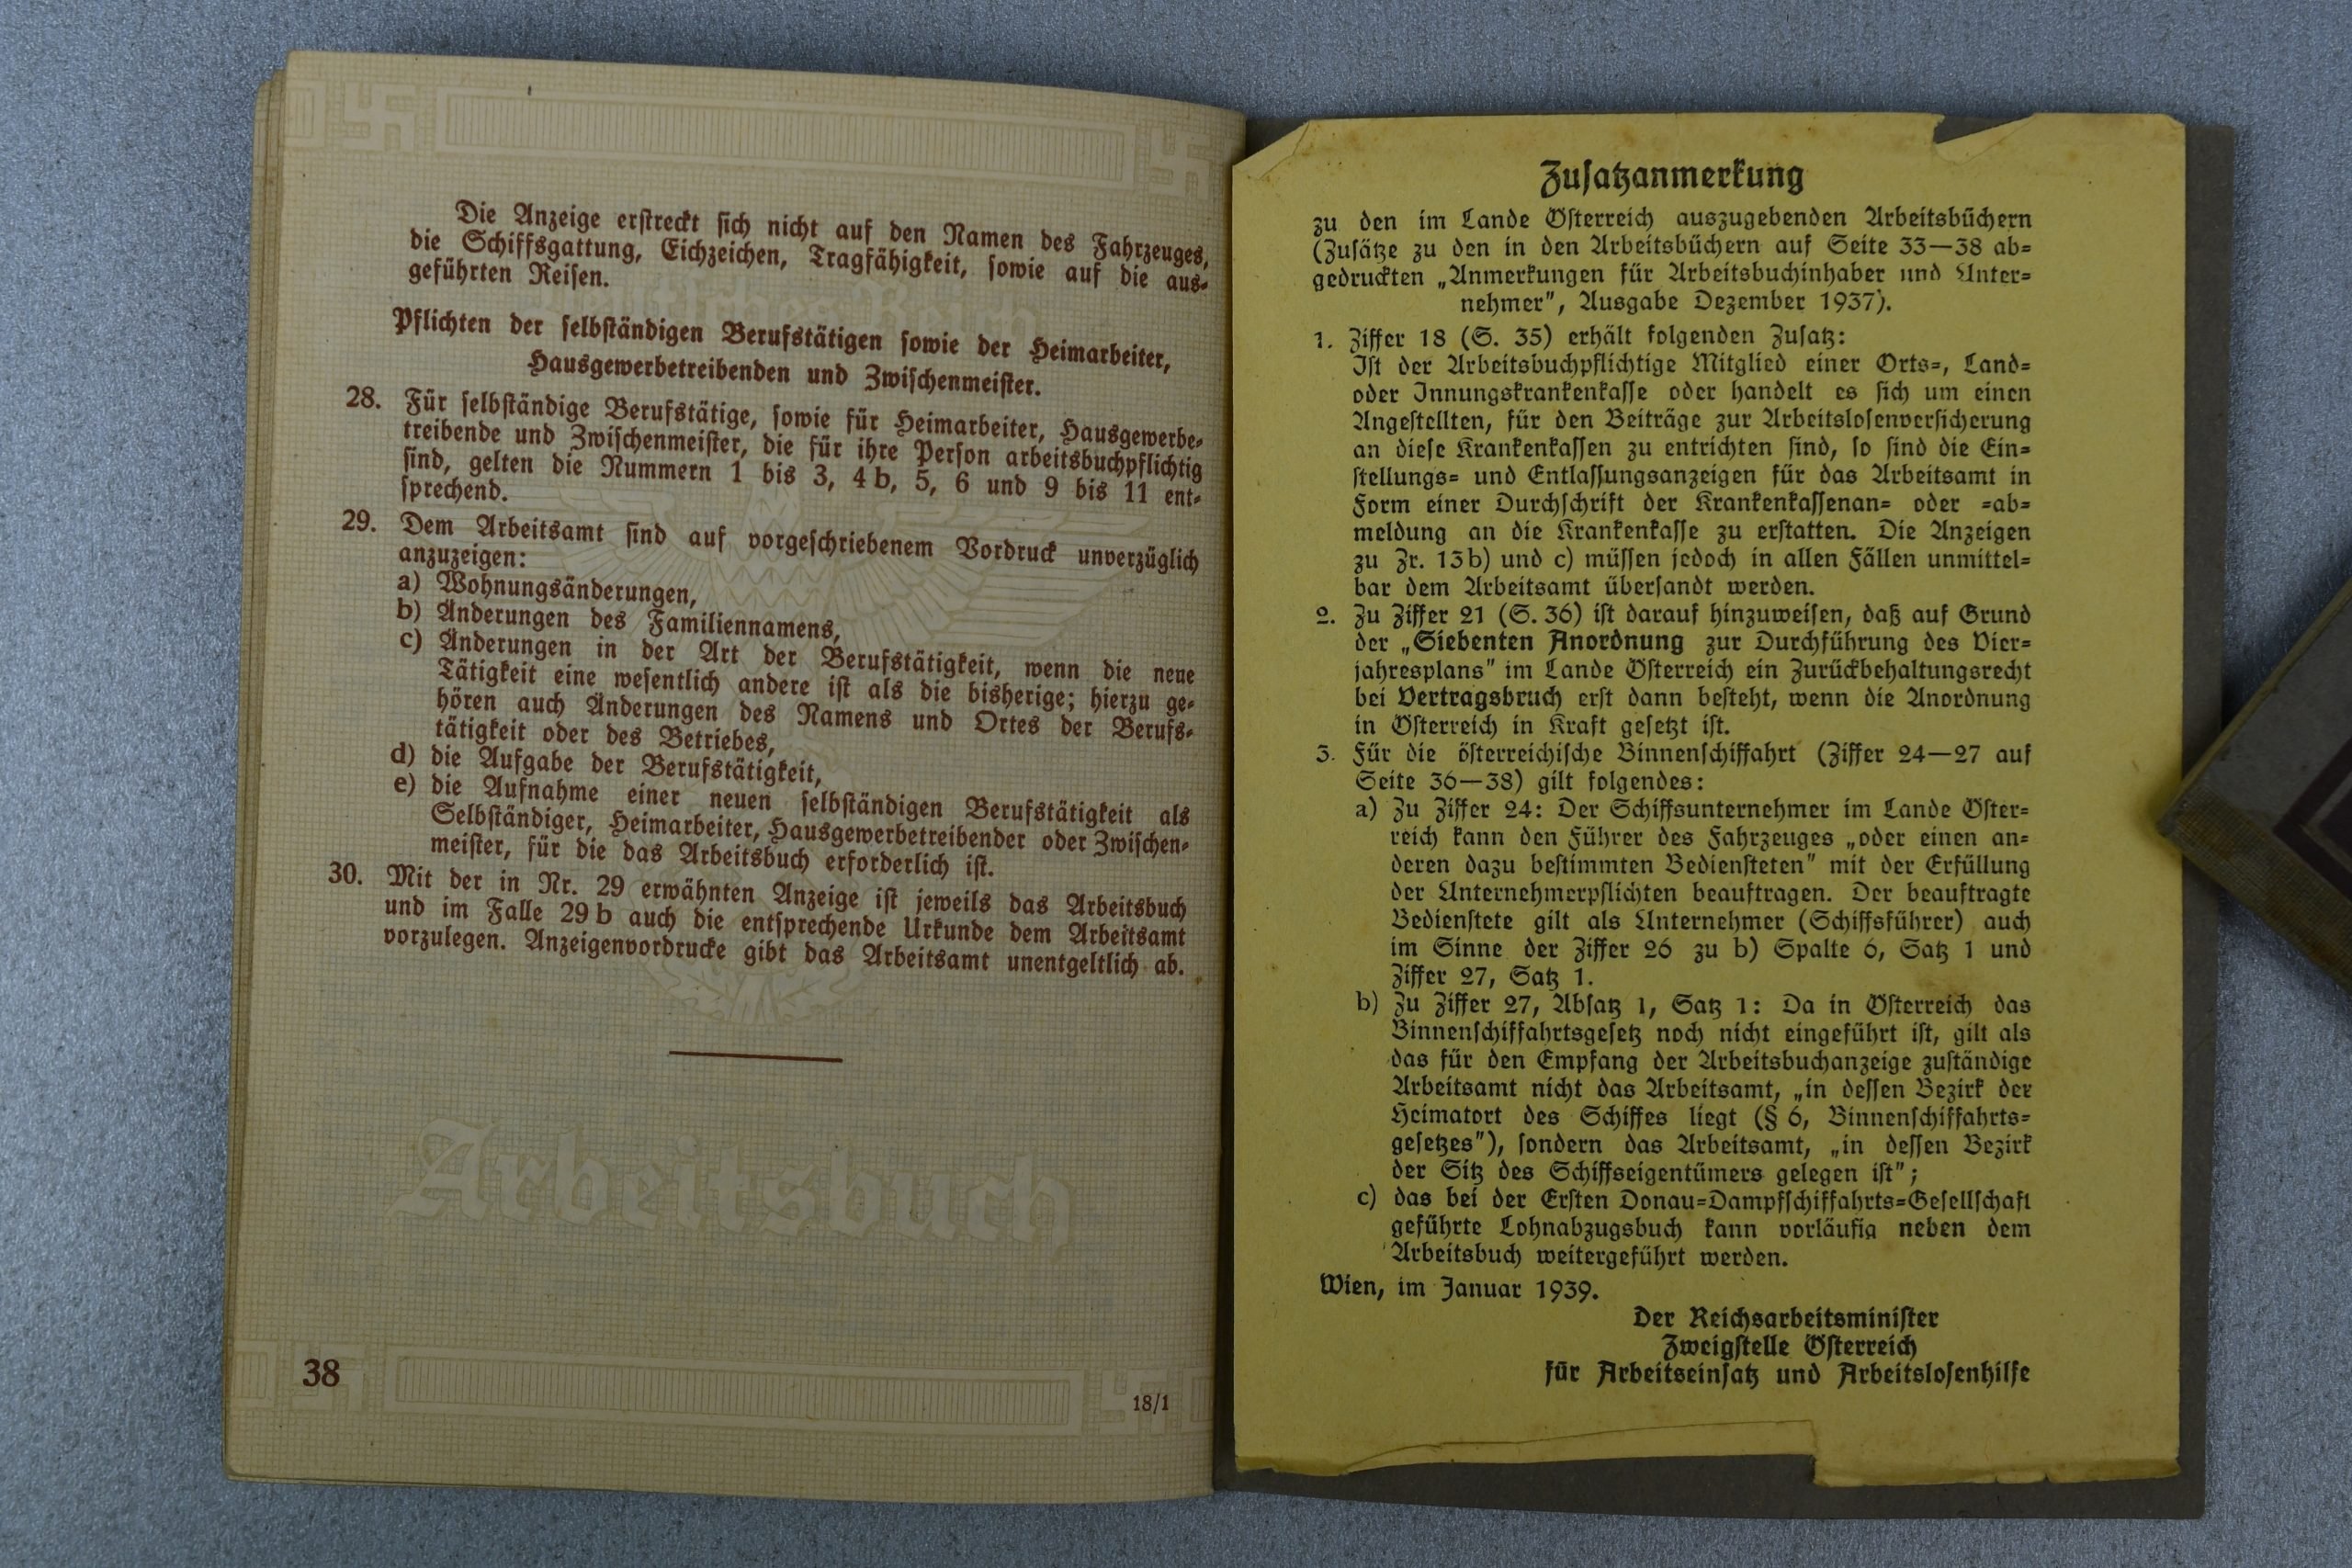 Die Anzeige erstreckt sich nicht auf den Namen des Fahrzeuges,
die Schiffsgattung, Eichzeichen, Tragfähigkeit, sowie auf die aus-
geführten Reisen.
Pflichten der selbständigen Berufstätigen sowie der Heimarbeiter,
Hausgewerbetreibenden und Zwischenmeister.
28. Für selbständige Berufstätige, sowie für Heimarbeiter, Hausgewerbe-
treibende und Zwischenmeister, die für ihre Person arbeitsbuchpflichtig
sind, gelten die Nummern 1 bis 3, 4 b, 5, 6 und 9 bis 11 ent-
sprechend.
29. Dem Arbeitsamt sind auf vorgeschriebenem Vordruck unverzüglich
anzuzeigen:
a) Wohnungsänderungen,
b) Änderungen des Familiennamens,
c) Änderungen in der Art der Berufstätigkeit, wenn die neue
Tätigkeit eine wesentlich andere ist als die bisherige; hierzu ge-
hören auch Änderungen des Namens und Ortes der Berufs-
tätigkeit oder des Betriebes,
d) die Aufgabe der Berufstätigkeit,
e) die Aufnahme einer neuen selbständigen Berufstätigkeit als
Selbständiger, Heimarbeiter, Hausgewerbetreibender oder Zwischen-
meister, für die das Arbeitsbuch erforderlich ist.
30. Mit der in Nr. 29 erwähnten Anzeige ist jeweils das Arbeitsbuch
und im Falle 29 b auch die entsprechende Urkunde dem Arbeitsamt
vorzulegen. Anzeigenvordrucke gibt das Arbeitsamt unentgeltlich ab.
Arbeitsbuch
38
18/1
Zusatzanmerkung
zu den im Lande Österreich auszugebenden Arbeitsbüchern
(Zusätze zu den in den Arbeitsbüchern auf Seite 33—38 ab-
gedruckten „Anmerkungen für Arbeitsbuchinhaber und Unter-
nehmer", Ausgabe Dezember 1937).
1. Ziffer 18 (S. 35) erhält folgenden Zusatz:
Ist der Arbeitsbuchpflichtige Mitglied einer Orts-, Land-
oder Innungskrankenkasse oder handelt es sich um einen
Angestellten, für den Beiträge zur Arbeitslosenversicherung
an diese Krankenkassen zu entrichten sind, so sind die Ein-
stellungs- und Entlassungsanzeigen für das Arbeitsamt in
Form einer Durchschrift der Krankenkassenan- oder -ab-
meldung an die Krankenkasse zu erstatten. Die Anzeigen
zu Zr. 13 b) und c) müssen jedoch in allen Fällen unmittel-
bar dem Arbeitsamt übersandt werden.
2. Zu Ziffer 21 (S. 36) ist darauf hinzuweisen, daß auf Grund
der „Siebenten Anordnung zur Durchführung des Vier-
jahresplans" im Lande Österreich ein Zurückbehaltungsrecht
bei Vertragsbruch erst dann besteht, wenn die Anordnung
in Österreich in Kraft gesetzt ist.
3. Für die österreichische Binnenschiffahrt (Ziffer 24—27 auf
Seite 36—38) gilt folgendes:
a) Zu Ziffer 24: Der Schiffsunternehmer im Lande Öster-
reich kann den Führer des Fahrzeuges „oder einen an-
deren dazu bestimmten Bediensteten" mit der Erfüllung
der Unternehmerpflichten beauftragen. Der beauftragte
Bedienstete gilt als Unternehmer (Schiffsführer) auch
im Sinne der Ziffer 26 zu b) Spalte 6, Satz 1 und
Ziffer 27, Satz 1.
b) Zu Ziffer 27, Absatz 1, Satz 1: Da in Österreich das
Binnenschiffahrtsgesetz noch nicht eingeführt ist, gilt als
das für den Empfang der Arbeitsbuchanzeige zuständige
Arbeitsamt nicht das Arbeitsamt, „in dessen Bezirk der
Heimatort des Schiffes liegt (§ 6, Binnenschiffahrts-
gesetzes"), sondern das Arbeitsamt, „in dessen Bezirk
der Sitz des Schiffseigentümers gelegen ist";
c) das bei der Ersten Donau-Dampfschiffahrts-Gesellschaft
geführte Lohnabzugsbuch kann vorläufig neben dem
Arbeitsbuch weitergeführt werden.
Wien, im Januar 1939.
Der Reichsarbeitsminister
Zweigstelle Österreich
für Arbeitseinsatz und Arbeitslosenhilfe